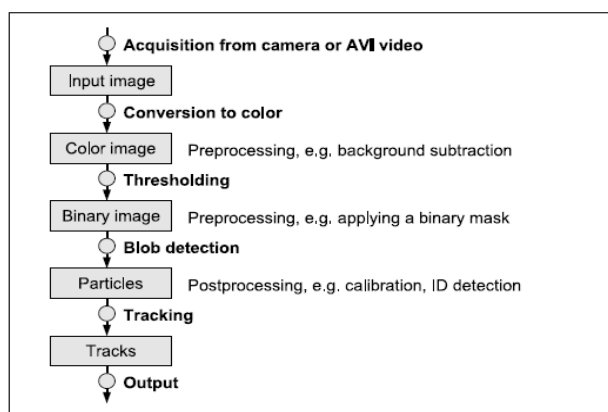 Acquisition from camera or AVI video
Input image
Conversion to color
Color image Preprocessing, e.g. background subtraction
Thresholding
Binary image Preprocessing, e.g. applying a binary mask
Blob detection
Particles Postprocessing, e.g. calibration, ID detection
Tracking
Tracks
Output